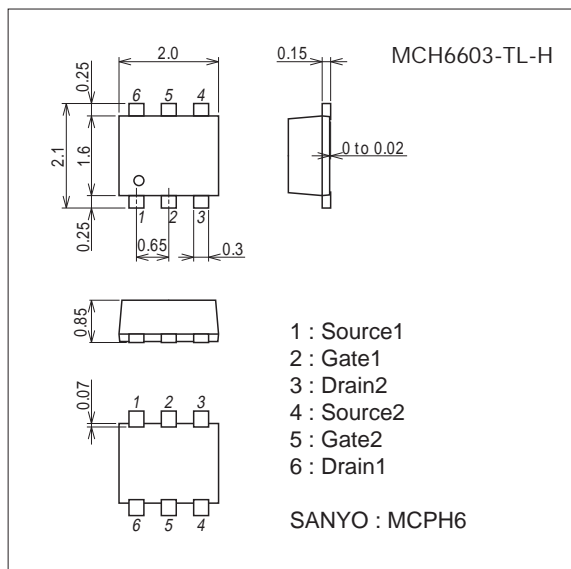 MCH6603-TL-H
2.0
0.15
0.25
6 5 4
2.1
1.6
0 to 0.02
0.25
1 2 3
0.65
0.3
0.85
1 : Source1
2 : Gate1
3 : Drain2
4 : Source2
5 : Gate2
6 : Drain1
0.07
1 2 3
6 5 4
SANYO : MCPH6